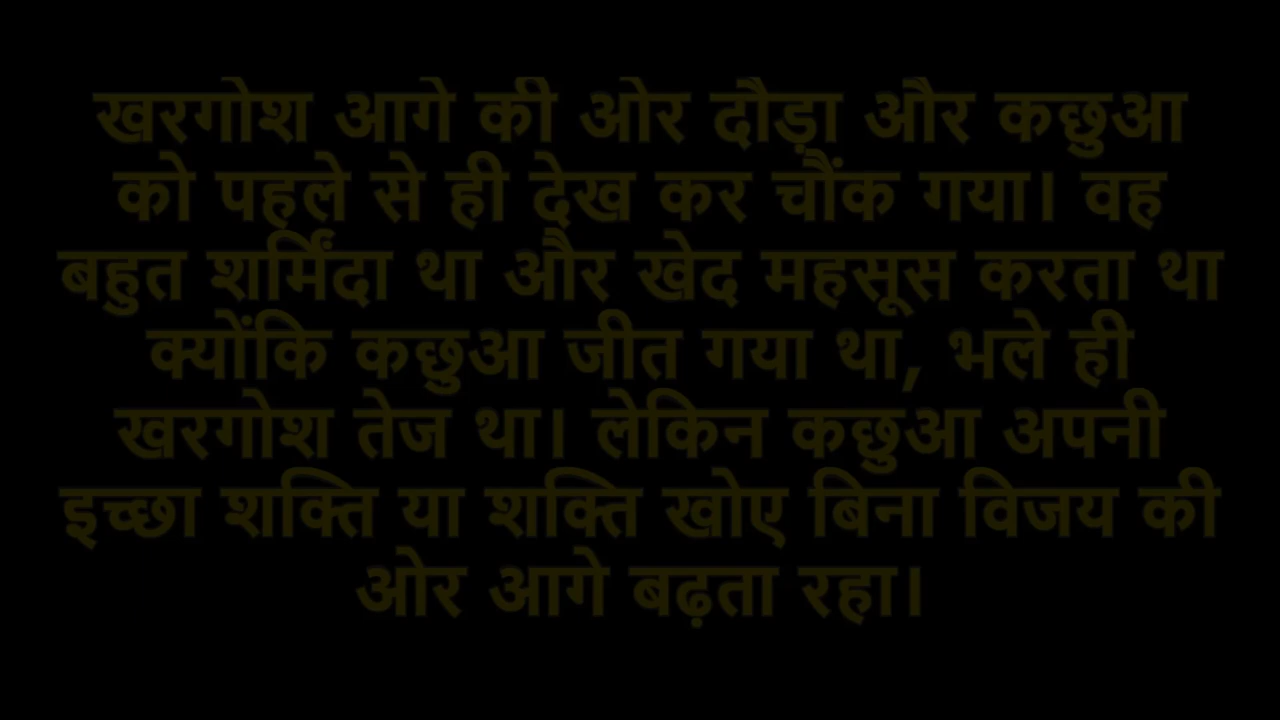 खरगोश आगे की ओर दौड़ा और कछुआ
को पहले से ही देख कर चौंक गया। वह
बहुत शर्मिंदा था और खेद महसूस करता था
क्योंकि कछुआ जीत गया था, भले ही
खरगोश तेज था। लेकिन कछुआ अपनी
इच्छा शक्ति या शक्ति खोए बिना विजय की
ओर आगे बढ़ता रहा।